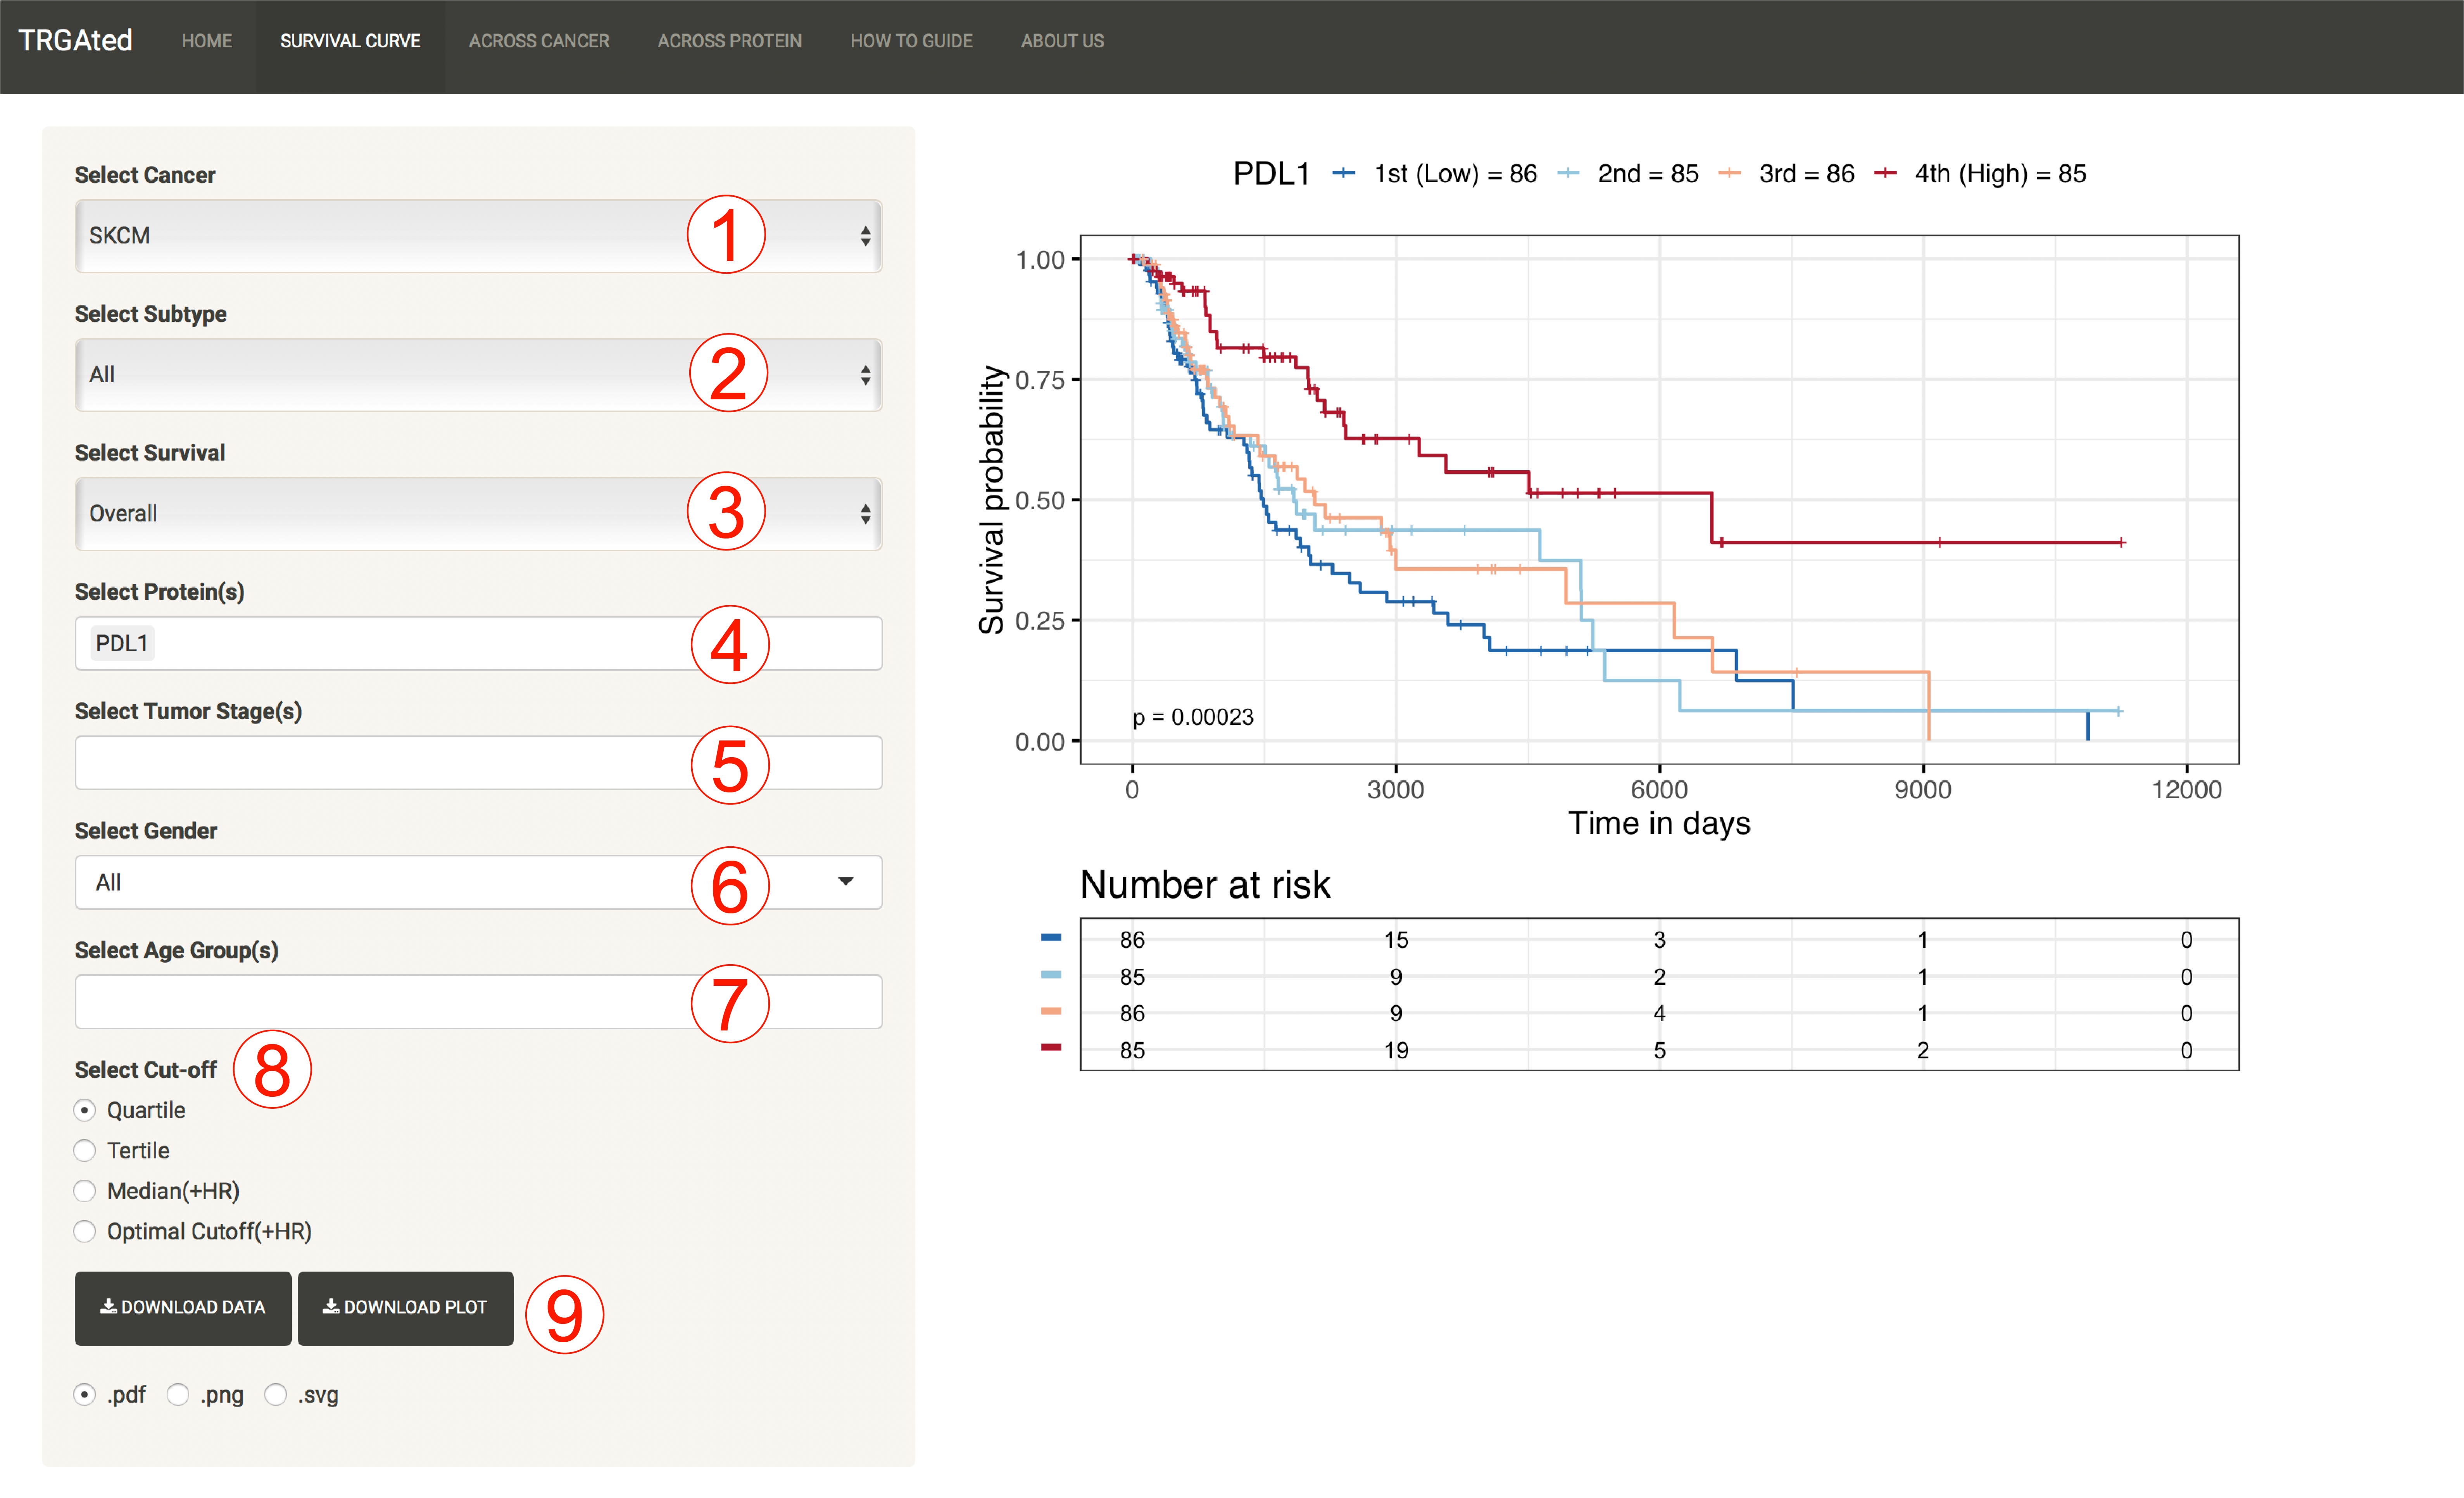 TRGAted HOME SURVIVAL CURVE ACROSS CANCER ACROSS PROTEIN HOW TO GUIDE ABOUT US
Select Cancer
SKCM 1
Select Subtype
All 2
Select Survival
Overall 3
Select Protein(s)
PDL1 4
Select Tumor Stage(s)
5
Select Gender
All 6
Select Age Group(s)
7
Select Cut-off 8
Quartile
Tertile
Median(+HR)
Optimal Cutoff(+HR)
DOWNLOAD DATA DOWNLOAD PLOT 9
.pdf .png .svg
PDL1 1st (Low) = 86 2nd = 85 3rd = 86 4th (High) = 85
Survival probability
1.00
0.75
0.50
0.25
0.00
p = 0.00023
0 3000 6000 9000 12000
Time in days
Number at risk
86 15 3 1 0
85 9 2 1 0
86 9 4 1 0
85 19 5 2 0